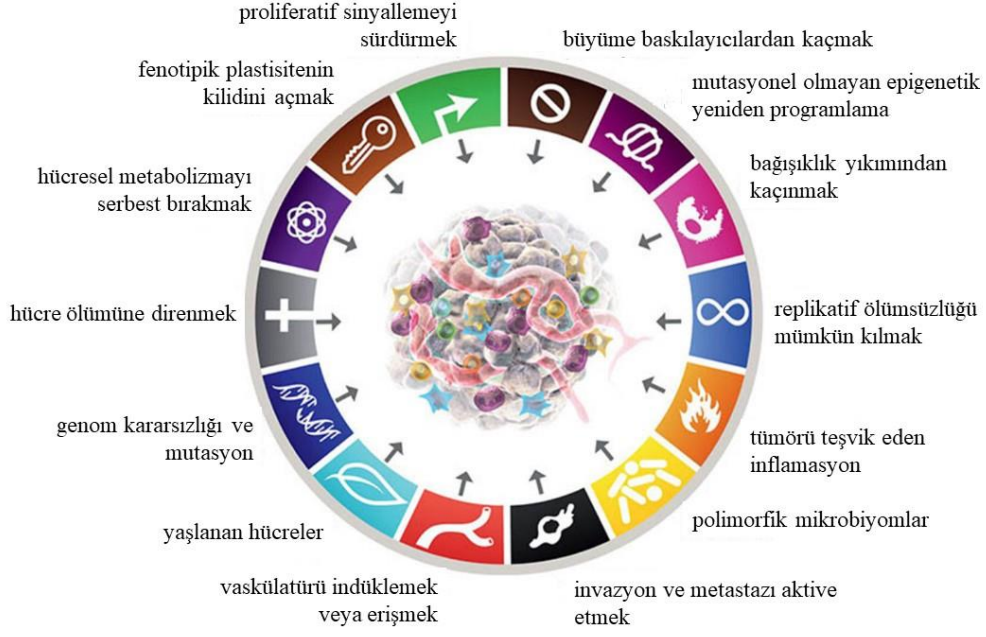 proliferatif sinyallemeyi
sürdürmek
büyüme baskılayıcılardan kaçmak
fenotipik plastisitenin
kilidini açmak
mutasyonel olmayan epigenetik
yeniden programlama
hücresel metabolizmayı
serbest bırakmak
bağışıklık yıkımından
kaçınmak
hücre ölümüne direnmek
replikatif ölümsüzlüğü
mümkün kılmak
genom kararsızlığı ve
mutasyon
tümörü teşvik eden
inflamasyon
yaşlanan hücreler
polimorfik mikrobiyomlar
vaskülatürü indüklemek
veya erişmek
invazyon ve metastazı aktive
etmek